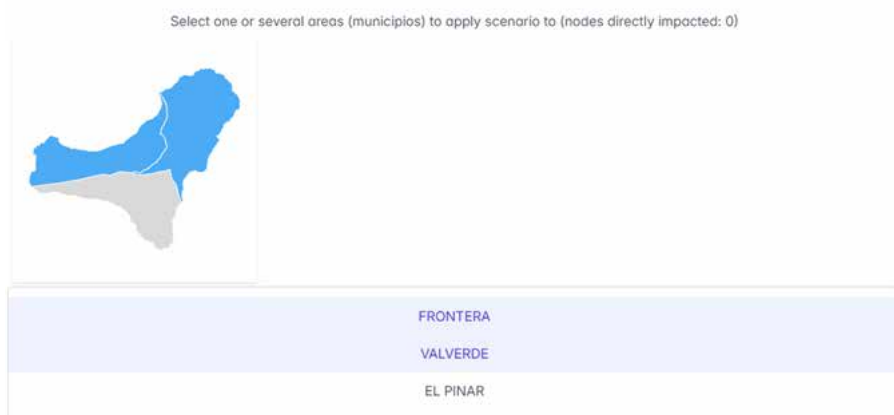 Select one or several areas (municipios) to apply scenario to (nodes directly impacted: 0)
FRONTERA
VALVERDE
EL PINAR